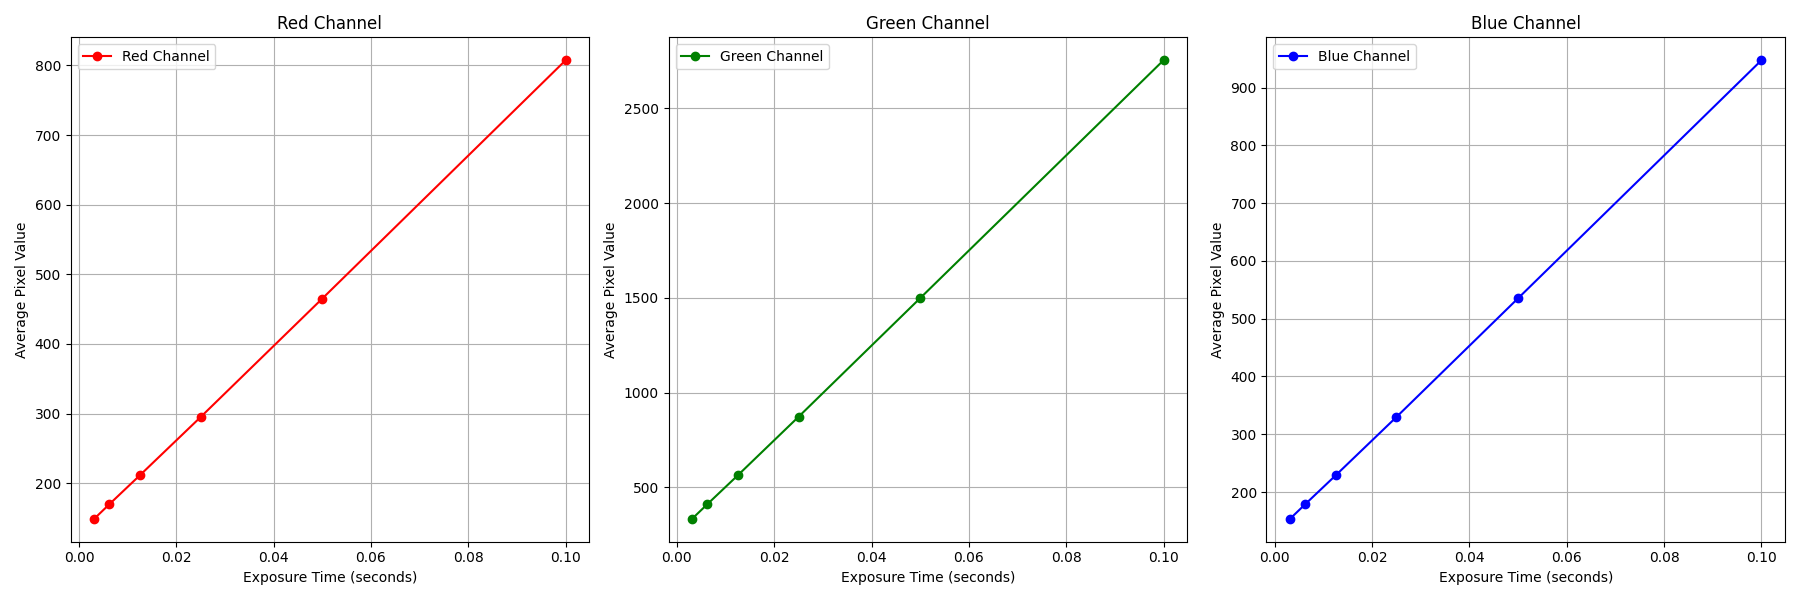 Red Channel
Red Channel
800
700
600
500
400
300
200
0.00 0.02 0.04 0.06 0.08 0.10
Exposure Time (seconds)
Average Pixel Value
Green Channel
Green Channel
2500
2000
1500
1000
500
0.00 0.02 0.04 0.06 0.08 0.10
Exposure Time (seconds)
Average Pixel Value
Blue Channel
Blue Channel
900
800
700
600
500
400
300
200
0.00 0.02 0.04 0.06 0.08 0.10
Exposure Time (seconds)
Average Pixel Value